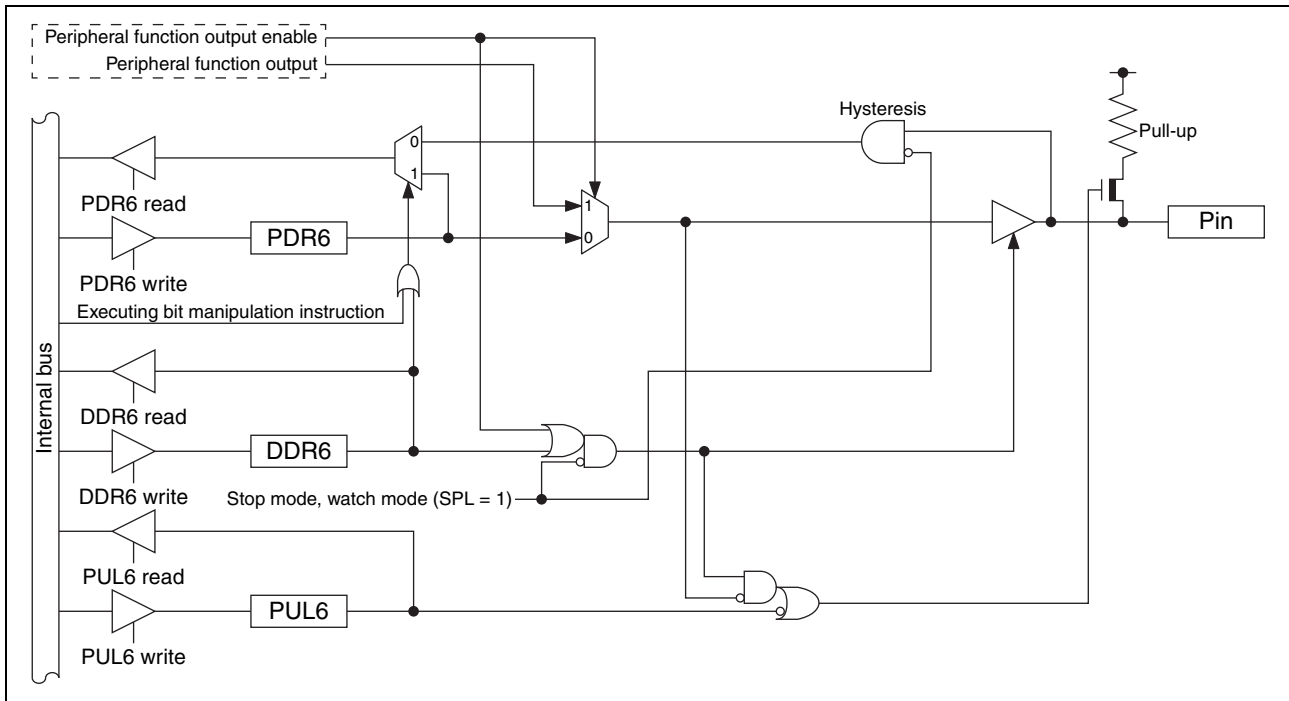 Peripheral function output enable
Peripheral function output
Hysteresis
Pull-up
0
1
PDR6 read
1
0
PDR6
Pin
PDR6 write
Executing bit manipulation instruction
Internal bus
DDR6 read
DDR6
DDR6 write
Stop mode, watch mode (SPL = 1)
PUL6 read
PUL6
PUL6 write